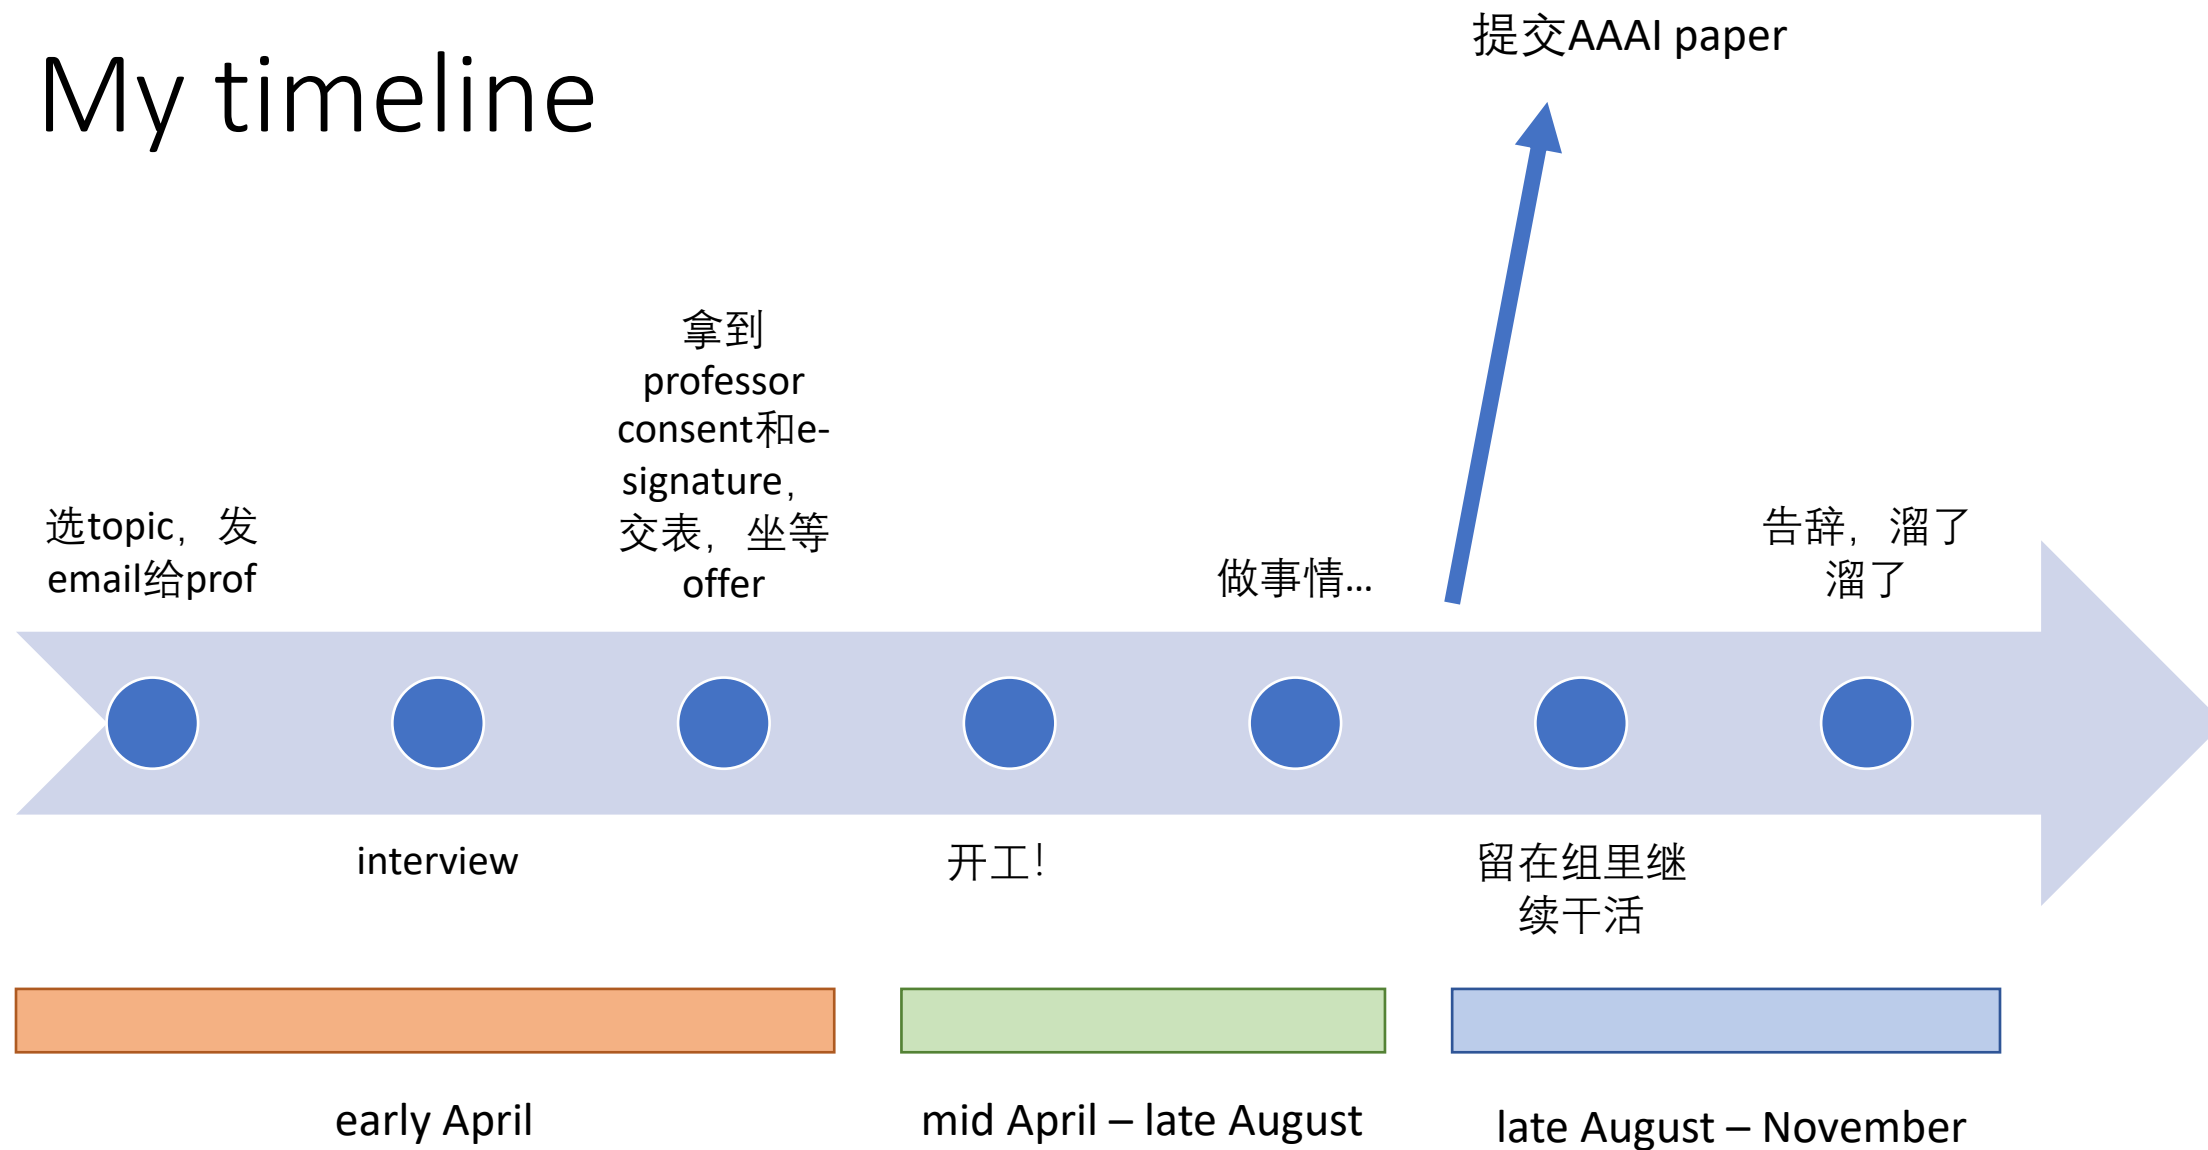 My timeline
提交AAAI paper
选topic，发
email给prof
interview
拿到
professor
consent和e-
signature，
交表，坐等
offer
开工！
做事情…
留在组里继
续干活
告辞，溜了
溜了
early April
mid April – late August
late August – November